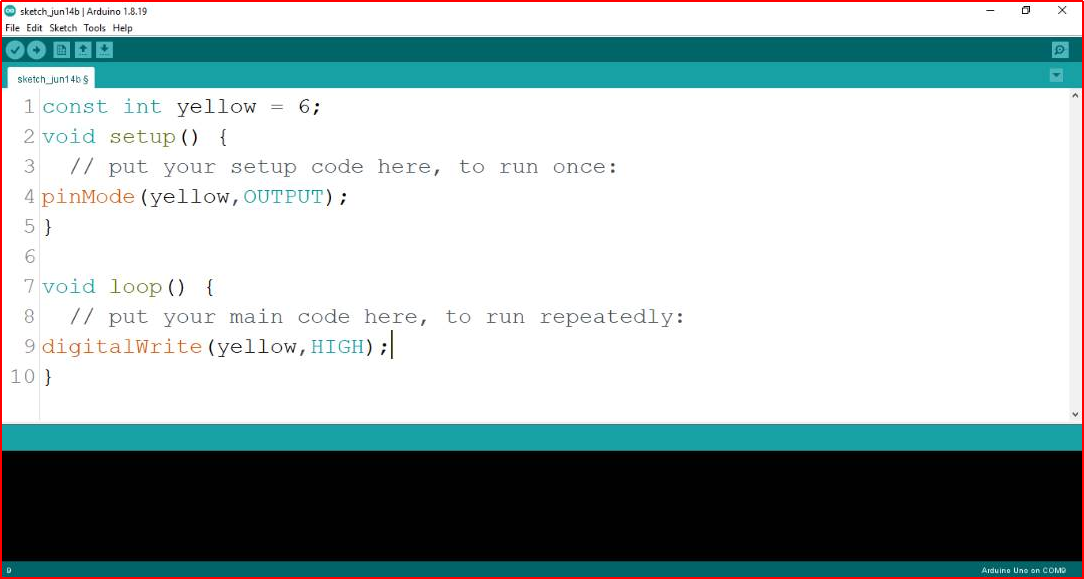 sketch_jun14b | Arduino 1.8.19
File Edit Sketch Tools Help
sketch_jun14b §
1 const int yellow = 6;
2 void setup() {
3   // put your setup code here, to run once:
4 pinMode(yellow,OUTPUT);
5 }
6
7 void loop() {
8   // put your main code here, to run repeatedly:
9 digitalWrite(yellow,HIGH);
10 }
9
Arduino Uno on COM9